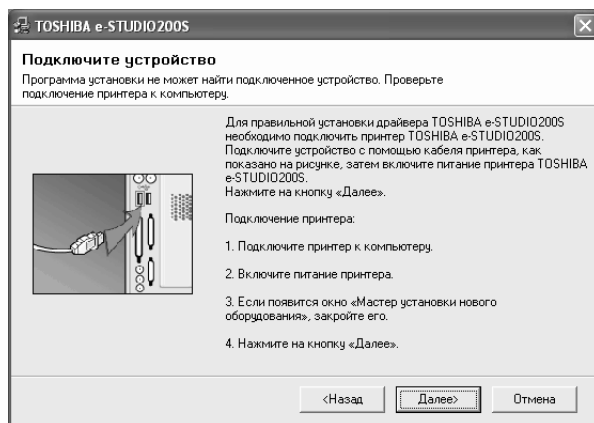 TOSHIBA e-STUDIO200S
Подключите устройство
Программа установки не может найти подключенное устройство. Проверьте
подключение принтера к компьютеру.
Для правильной установки драйвера TOSHIBA e-STUDIO200S
необходимо подключить принтер TOSHIBA e-STUDIO200S.
Подключите устройство с помощью кабеля принтера, как
показано на рисунке, затем включите питание принтера TOSHIBA
e-STUDIO200S.
Нажмите на кнопку «Далее».
Подключение принтера:
1. Подключите принтер к компьютеру.
2. Включите питание принтера.
3. Если появится окно «Мастер установки нового
оборудования», закройте его.
4. Нажмите на кнопку «Далее».
<Назад Далее> Отмена